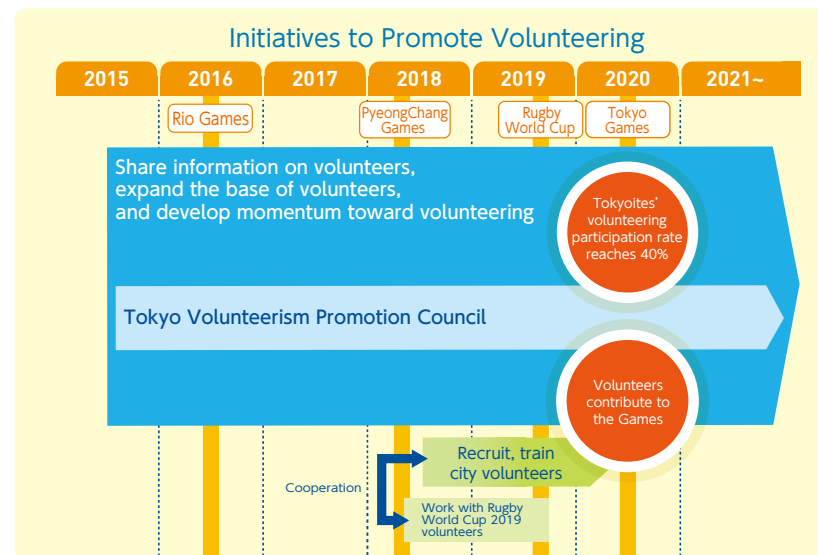 Initiatives to Promote Volunteering
2015
2016
2017
2018
2019
2020
2021~
Rio Games
PyeongChang
Games
Rugby
World Cup
Tokyo
Games
Share information on volunteers,
expand the base of volunteers,
and develop momentum toward volunteering
Tokyoites'
volunteering
participation rate
reaches 40%
Tokyo Volunteerism Promotion Council
Volunteers
contribute to
the Games
Recruit, train
city volunteers
Cooperation
Work with Rugby
World Cup 2019
volunteers